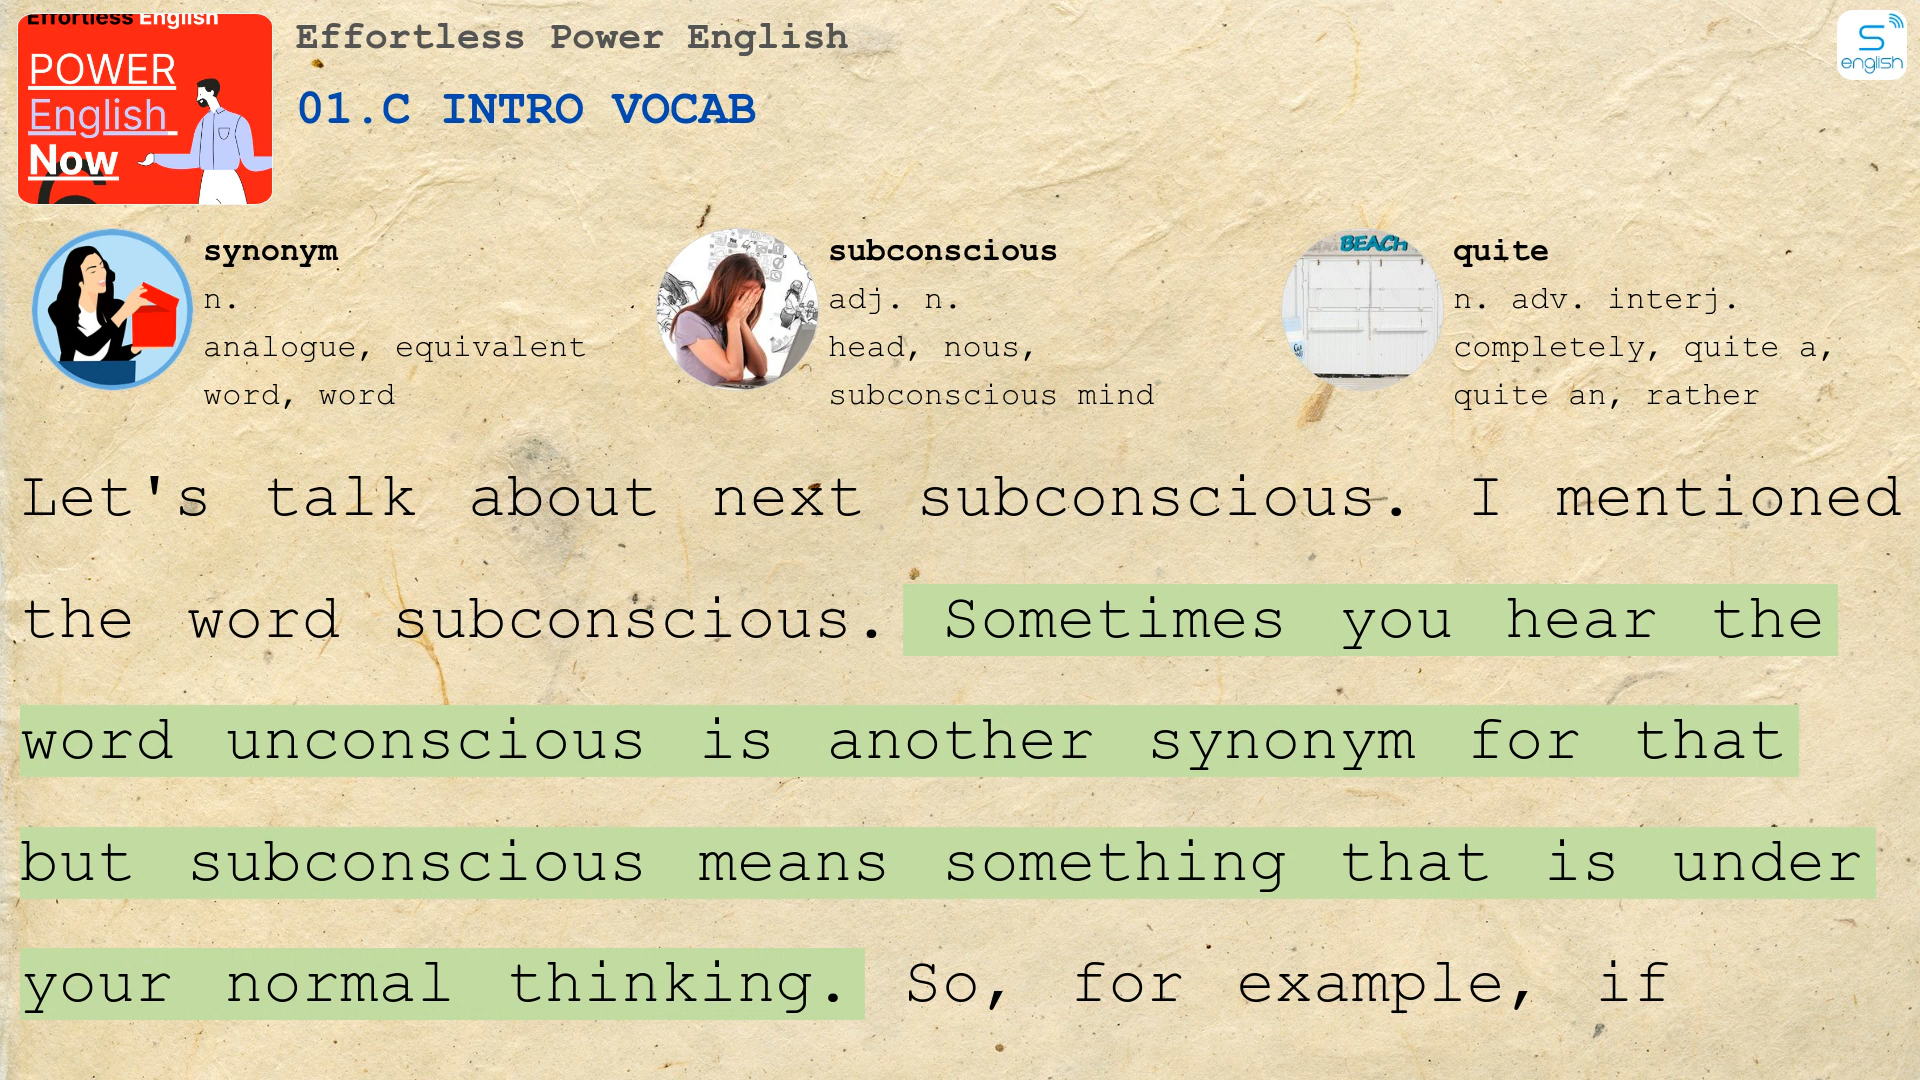 Effortless English
POWER
English
Now
Effortless Power English
01.C INTRO VOCAB
S
english
synonym
n.
analogue, equivalent
word, word
subconscious
adj. n.
head, nous,
subconscious mind
BEACH
quite
n. adv. interj.
completely, quite a,
quite an, rather
Let's talk about next subconscious. I mentioned
the word subconscious. Sometimes you hear the
word unconscious is another synonym for that
but subconscious means something that is under
your normal thinking. So, for example, if